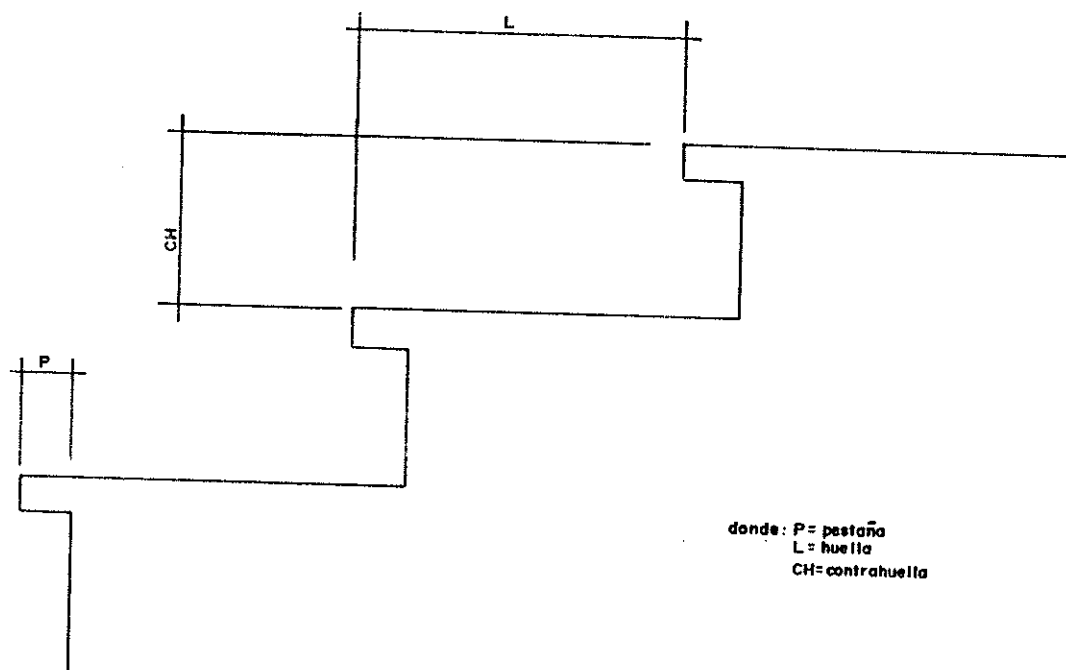 L
CH
P
donde: P= pestaña
L= huella
CH=contrahuella